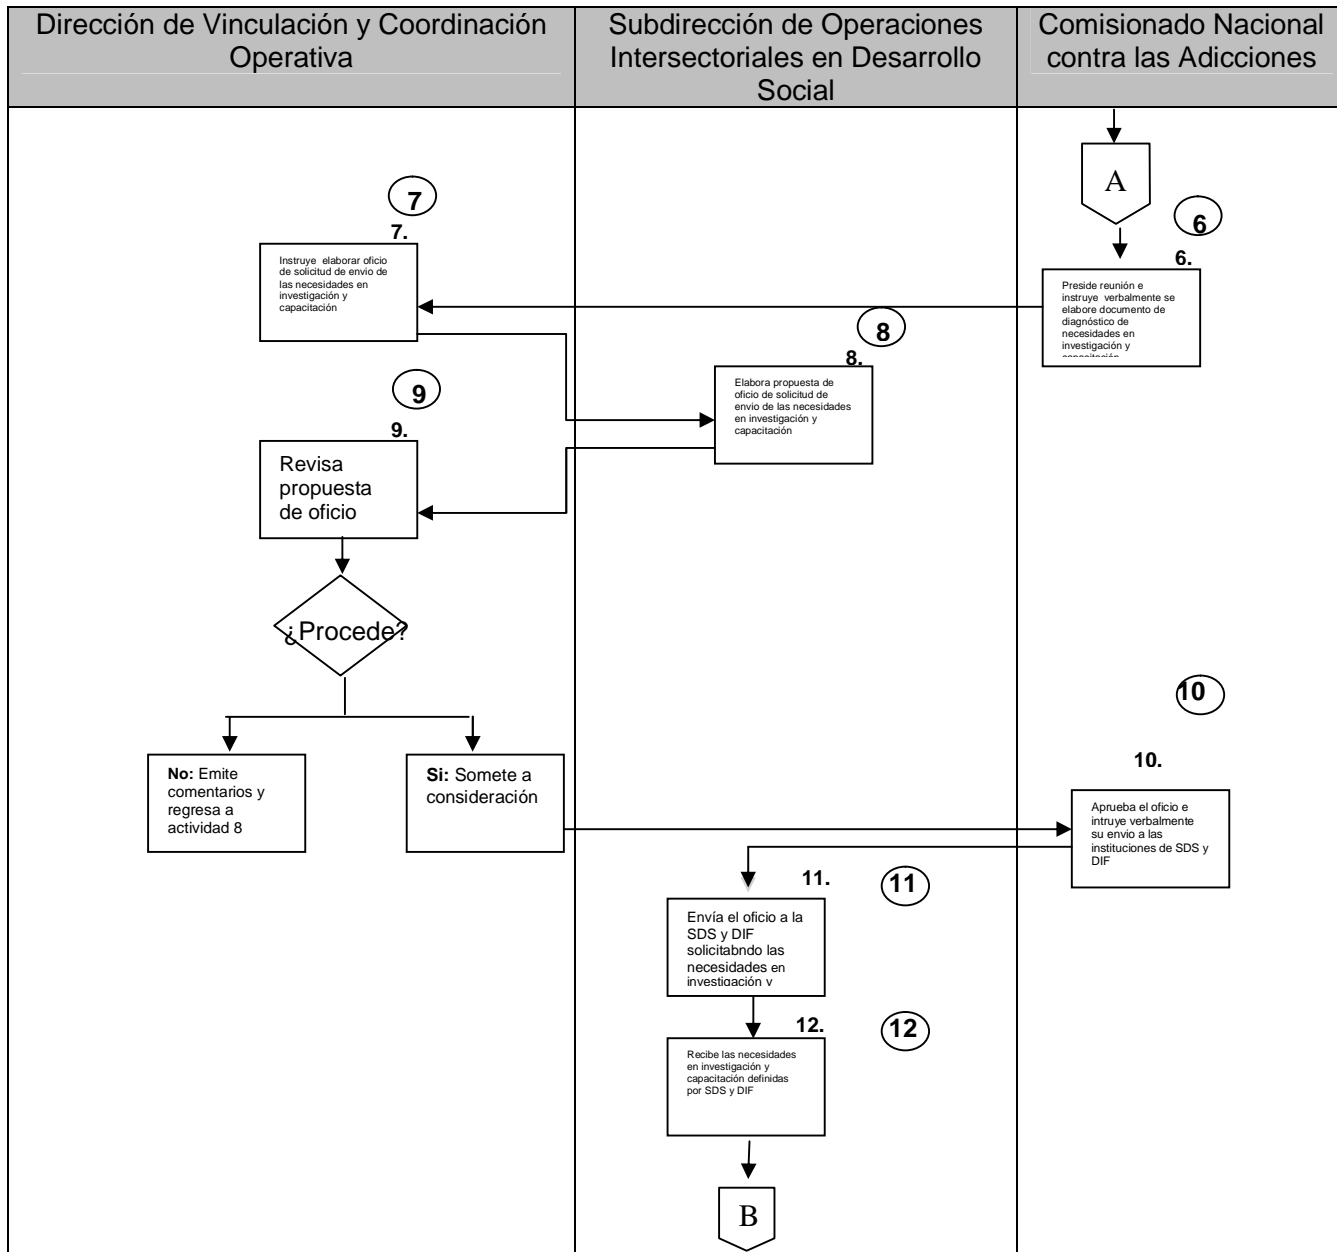 Dirección de Vinculación y Coordinación
Operativa
Subdirección de Operaciones
Intersectoriales en Desarrollo
Social
Comisionado Nacional
contra las Adicciones
A
6
6.
Preside reunión e
instruye verbalmente se
elabore documento de
diagnóstico de
necesidades en
investigación y
capacitación
7
7.
Instruye elaborar oficio
de solicitud de envio de
las necesidades en
investigación y
capacitación
8
8.
Elabora propuesta de
oficio de solicitud de
envio de las necesidades
en investigación y
capacitación
9
9.
Revisa
propuesta
de oficio
¿Procede?
No: Emite
comentarios y
regresa a
actividad 8
Si: Somete a
consideración
10
10.
Aprueba el oficio e
intruye verbalmente
su envio a las
instituciones de SDS y
DIF
11.
11
Envía el oficio a la
SDS y DIF
solicitabndo las
necesidades en
investigación y
12.
12
Recibe las necesidades
en investigación y
capacitación definidas
por SDS y DIF
B